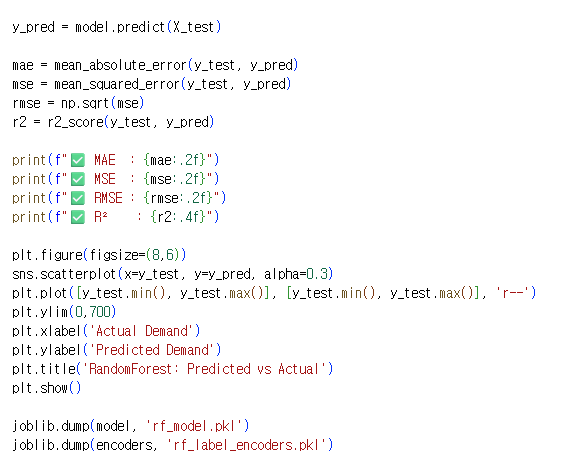 y_pred = model.predict(X_test)
mae = mean_absolute_error(y_test, y_pred)
mse = mean_squared_error(y_test, y_pred)
rmse = np.sqrt(mse)
r2 = r2_score(y_test, y_pred)
print(f"✅ MAE  : {mae:.2f}")
print(f"✅ MSE  : {mse:.2f}")
print(f"✅ RMSE : {rmse:.2f}")
print(f"✅ R²   : {r2:.4f}")
plt.figure(figsize=(8,6))
sns.scatterplot(x=y_test, y=y_pred, alpha=0.3)
plt.plot([y_test.min(), y_test.max()], [y_test.min(), y_test.max()], 'r--')
plt.ylim(0,700)
plt.xlabel('Actual Demand')
plt.ylabel('Predicted Demand')
plt.title('RandomForest: Predicted vs Actual')
plt.show()
joblib.dump(model, 'rf_model.pkl')
joblib.dump(encoders, 'rf_label_encoders.pkl')